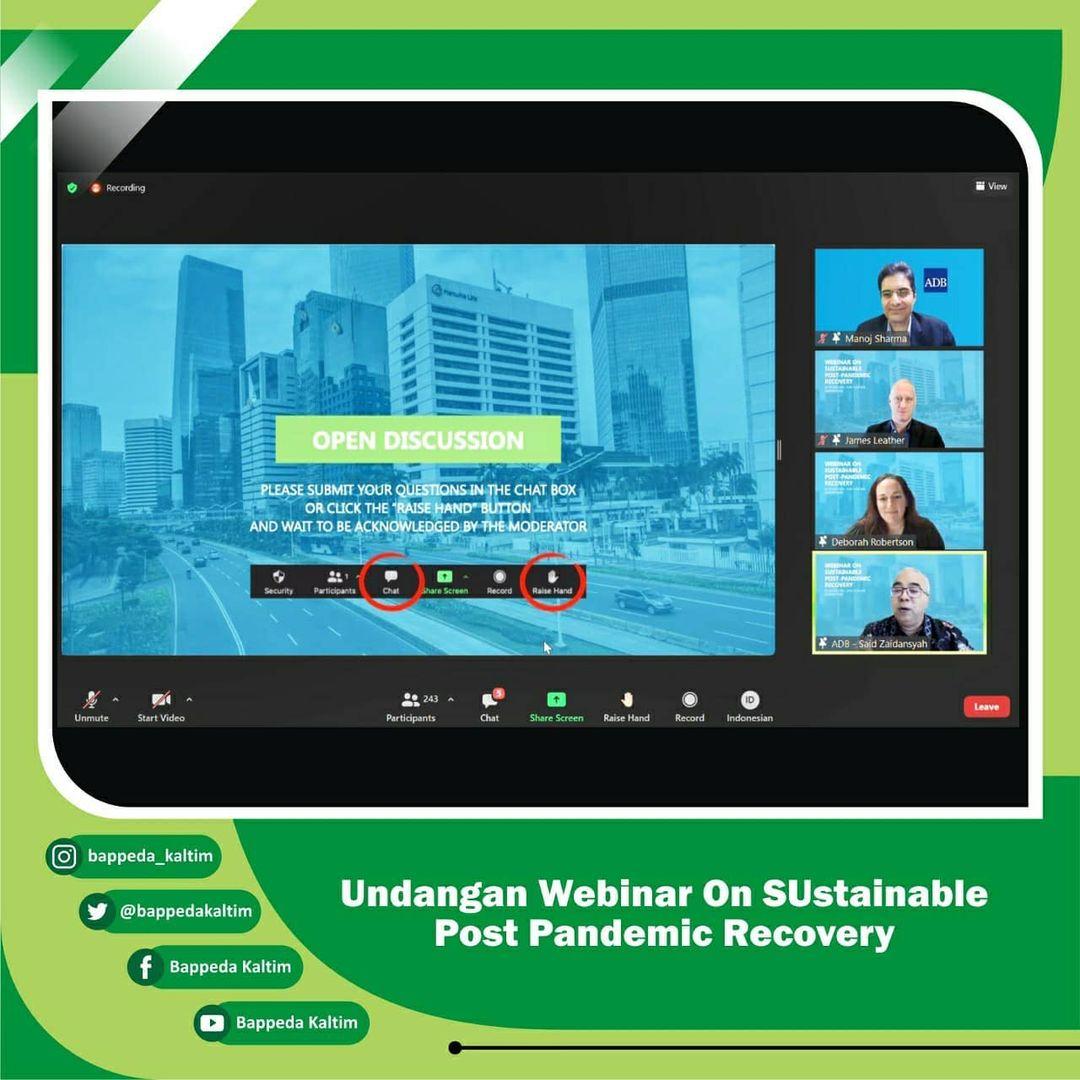 Recording
View
Hanwha Life
OPEN DISCUSSION
PLEASE SUBMIT YOUR QUESTIONS IN THE CHAT BOX
OR CLICK THE "RAISE HAND" BUTTON
AND WAIT TO BE ACKNOWLEDGED BY THE MODERATOR
Security Participants 1 Chat Share Screen Record Raise Hand
ADB
Manoj Sharma
WEBINAR ON
SUSTAINABLE
POST-PANDEMIC
RECOVERY
James Leather
WEBINAR ON
SUSTAINABLE
POST-PANDEMIC
RECOVERY
Deborah Robertson
WEBINAR ON
SUSTAINABLE
POST-PANDEMIC
RECOVERY
ADB - Said Zaidansyah
Unmute Start Video Participants 243 Chat 5 Share Screen Raise Hand Record ID Indonesian Leave
bappeda_kaltim
@bappedakaltim
Bappeda Kaltim
Bappeda Kaltim
Undangan Webinar On SUstainable
Post Pandemic Recovery